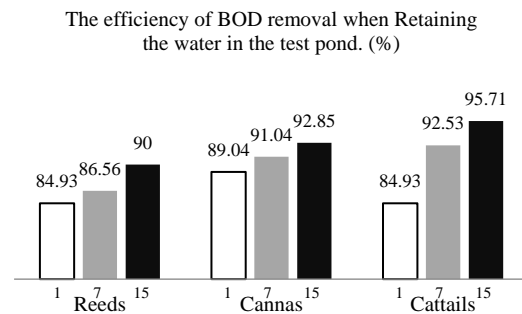 The efficiency of BOD removal when Retaining
the water in the test pond. (%)
84.93 86.56 90 89.04 91.04 92.85 84.93 92.53 95.71
1 7 15 1 7 15 1 7 15
Reeds Cannas Cattails